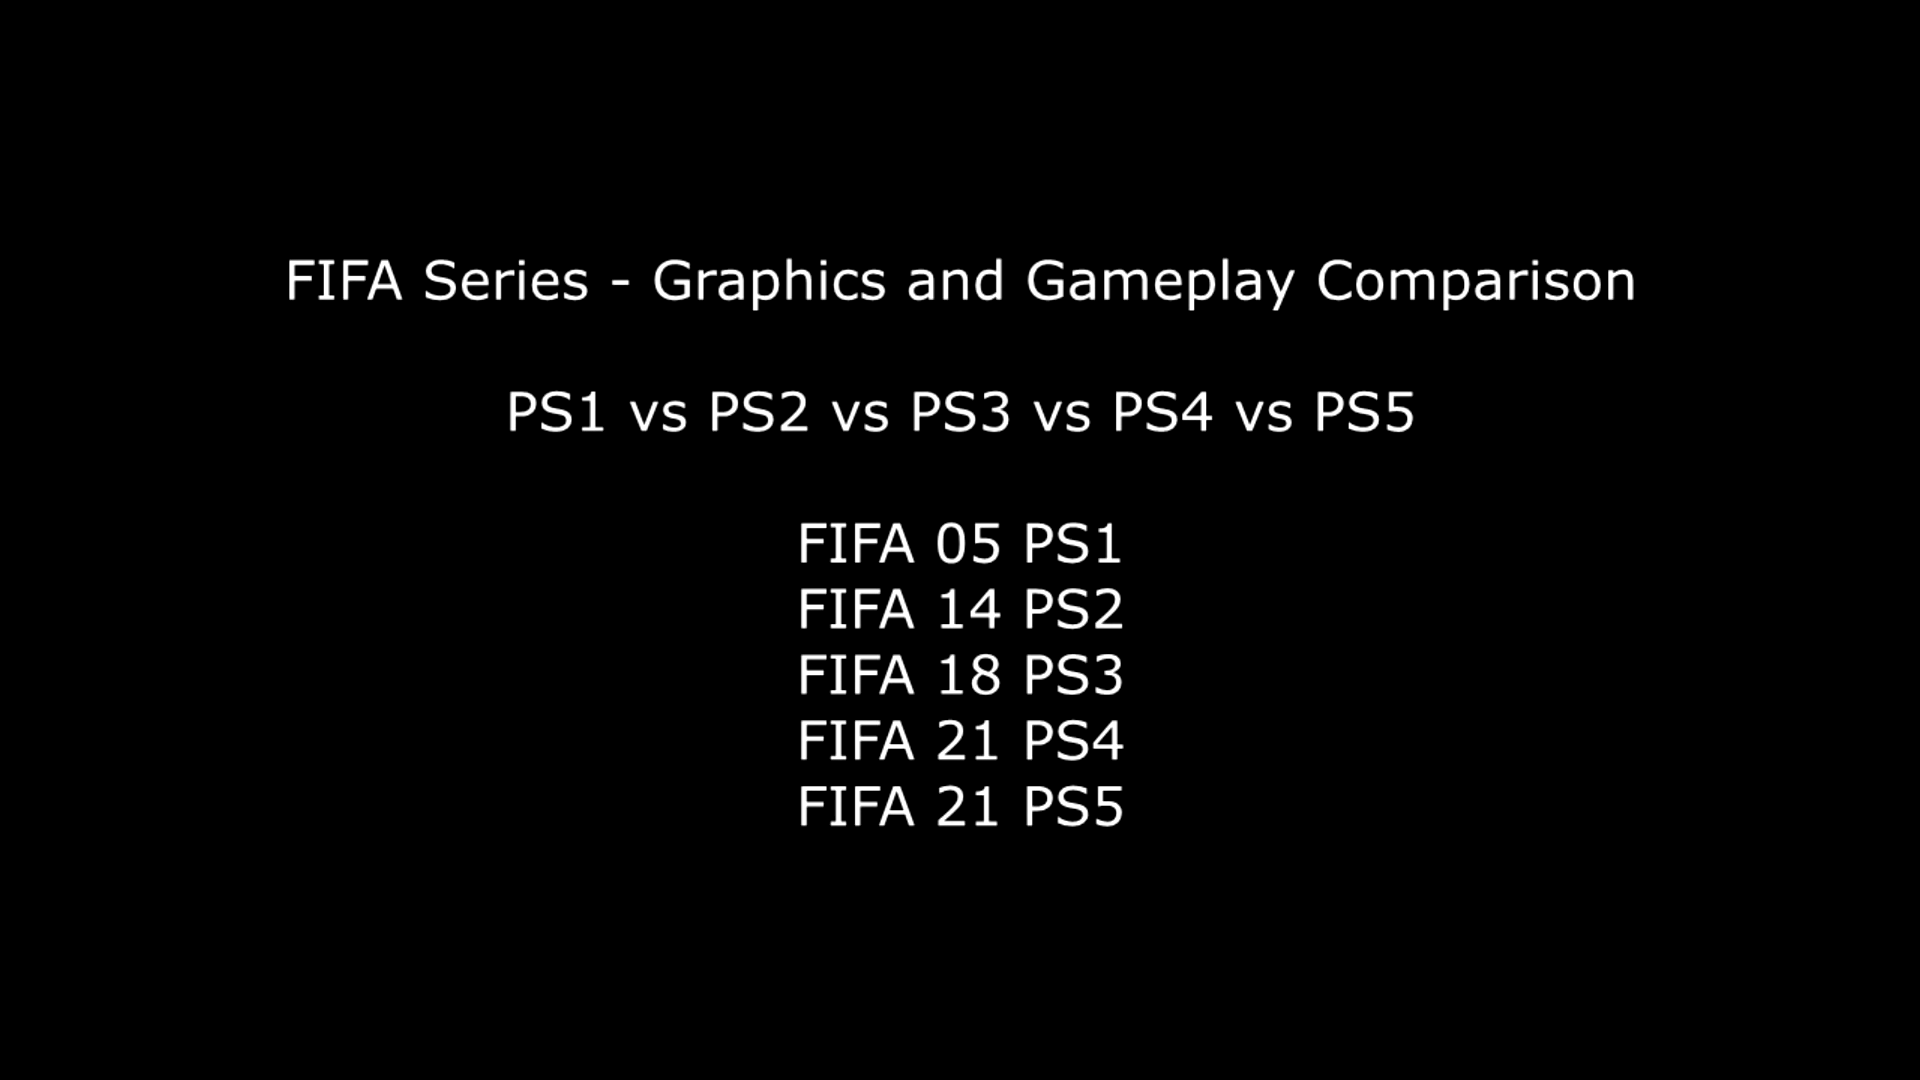 FIFA Series - Graphics and Gameplay Comparison
PS1 vs PS2 vs PS3 vs PS4 vs PS5
FIFA 05 PS1
FIFA 14 PS2
FIFA 18 PS3
FIFA 21 PS4
FIFA 21 PS5